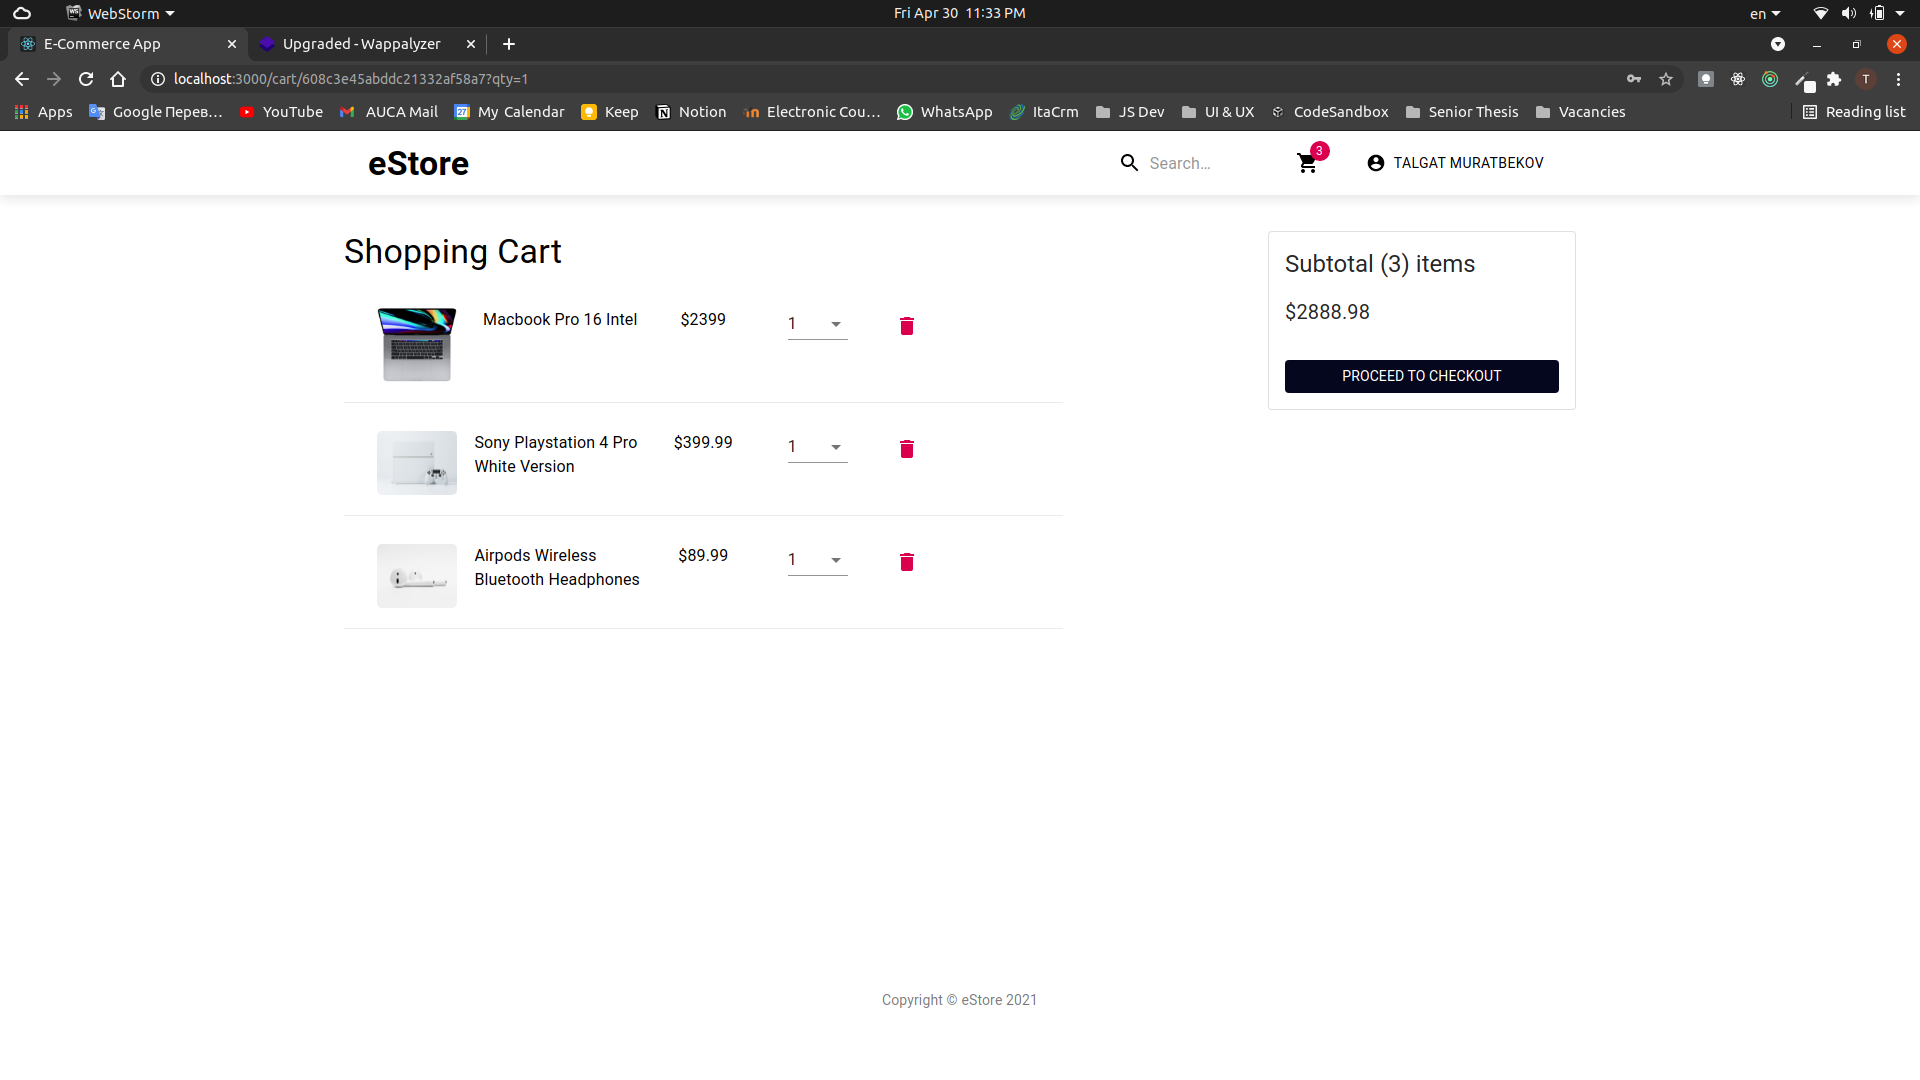 WebStorm
Fri Apr 30 11:33 PM
en
E-Commerce App
Upgraded - Wappalyzer
localhost:3000/cart/608c3e45abddc21332af58a7?qty=1
T
Apps
Google Перев...
YouTube
AUCA Mail
27
My Calendar
Keep
Notion
Electronic Cou...
WhatsApp
ItaCrm
JS Dev
UI & UX
CodeSandbox
Senior Thesis
Vacancies
Reading list
eStore
Search...
3
TALGAT MURATBEKOV
Shopping Cart
Macbook Pro 16 Intel
$2399
1
Sony Playstation 4 Pro
White Version
$399.99
1
Airpods Wireless
Bluetooth Headphones
$89.99
1
Subtotal (3) items
$2888.98
PROCEED TO CHECKOUT
Copyright © eStore 2021